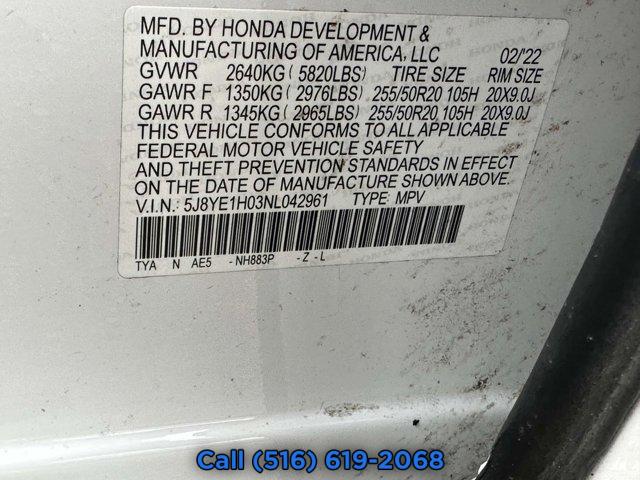 MFD. BY HONDA DEVELOPMENT &
MANUFACTURING OF AMERICA, LLC 02/'22
GVWR 2640KG ( 5820LBS) TIRE SIZE RIM SIZE
GAWR F 1350KG ( 2976LBS) 255/50R20 105H 20X9.0J
GAWR R 1345KG ( 2965LBS) 255/50R20 105H 20X9.0J
THIS VEHICLE CONFORMS TO ALL APPLICABLE
FEDERAL MOTOR VEHICLE SAFETY
AND THEFT PREVENTION STANDARDS IN EFFECT
ON THE DATE OF MANUFACTURE SHOWN ABOVE.
V.I.N.: 5J8YE1H03NL042961 TYPE: MPV
TYA N AE5 - NH883P - Z - L
Call (516) 619-2068